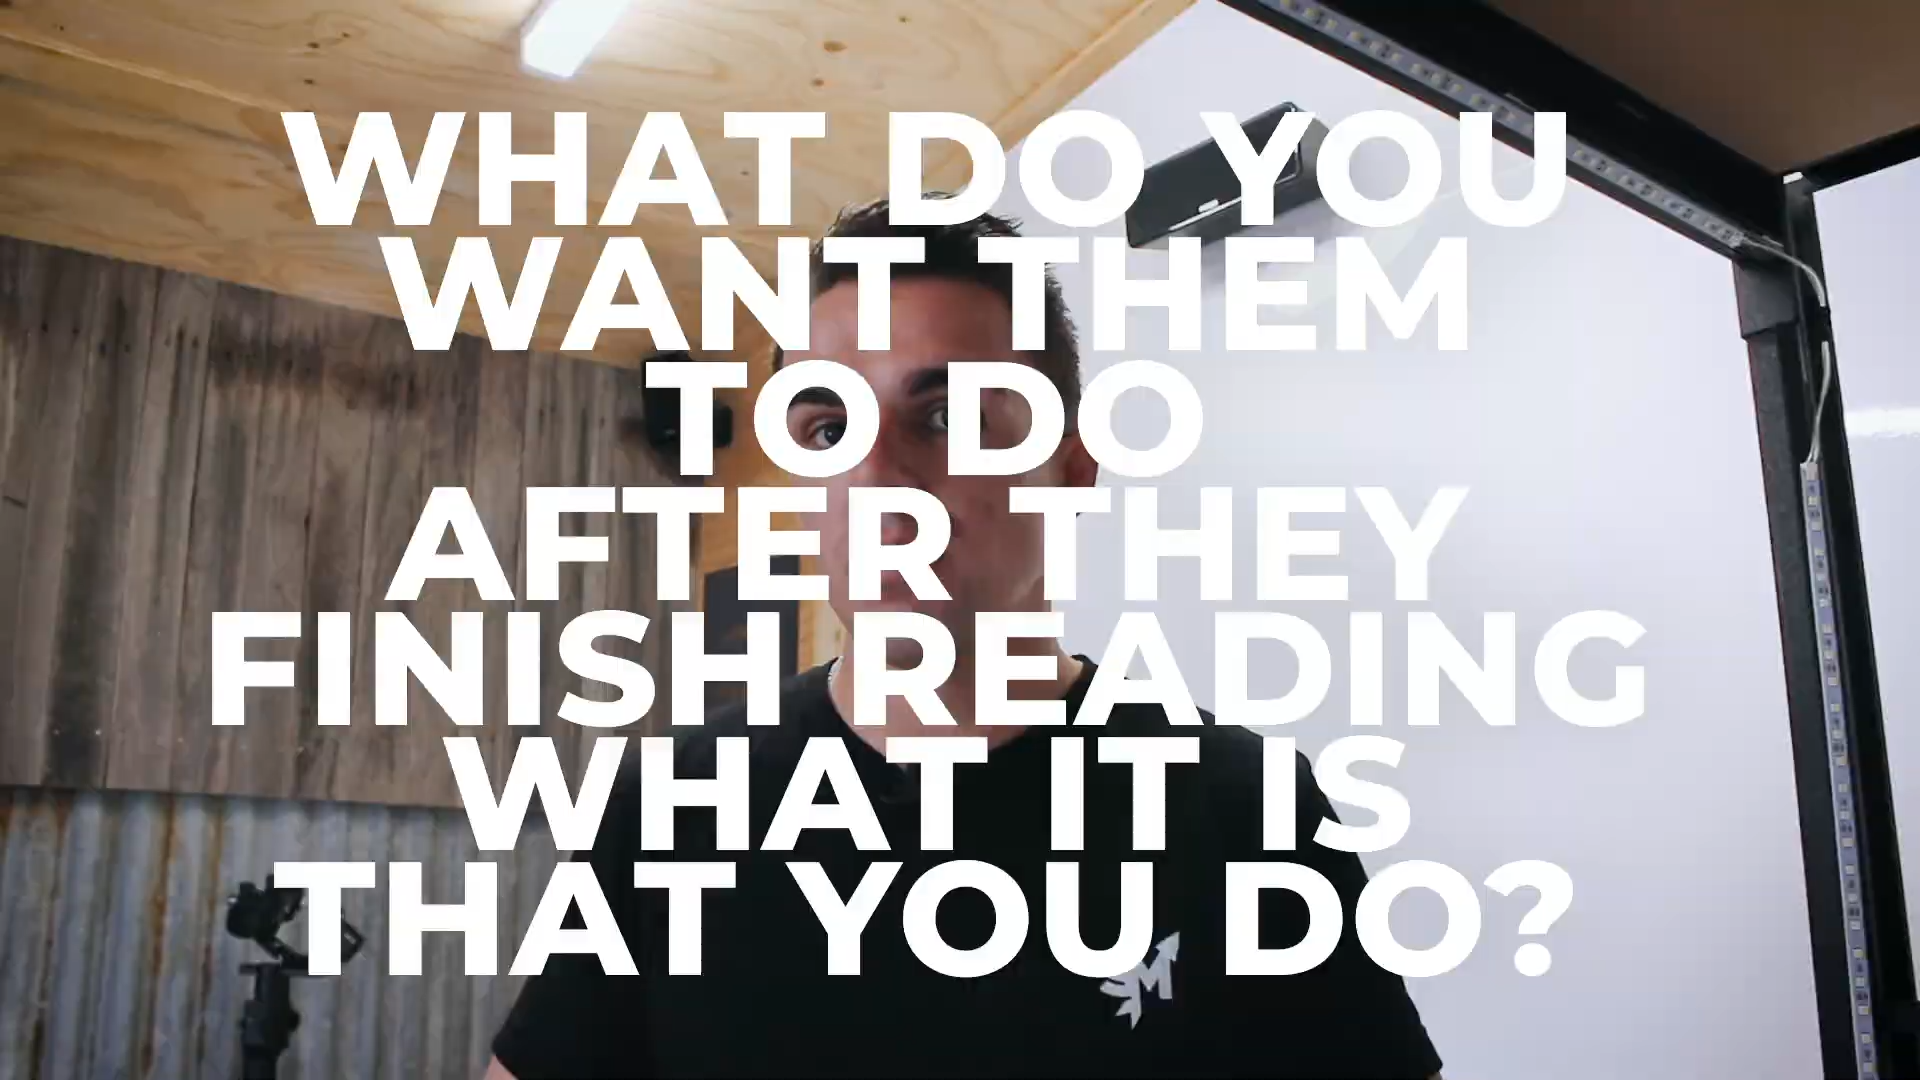 WHAT DO YOU
WANT THEM
TO DO
AFTER THEY
FINISH READING
WHAT IT IS
THAT YOU DO?
M